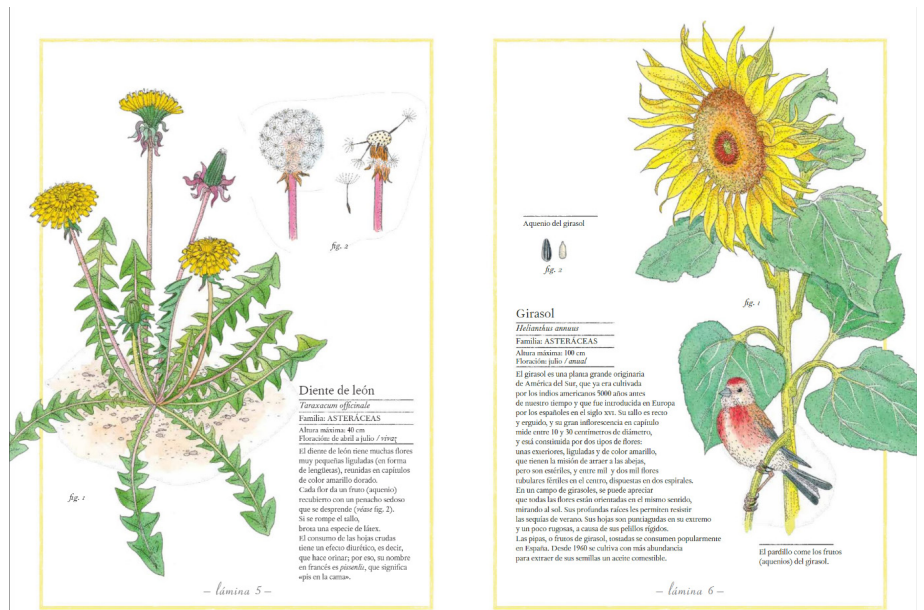 fig. 2
Diente de león
Taraxacum officinale
Familia: ASTERÁCEAS
Altura máxima: 40 cm
Floración: de abril a julio / vivaz
El diente de león tiene muchas flores
muy pequeñas liguladas (en forma
de lengüetas), reunidas en capítulos
de color amarillo dorado.
Cada flor da un fruto (aquenio)
recubierto con un penacho sedoso
que se desprende (véase fig. 2).
Si se rompe el tallo,
brota una especie de látex.
El consumo de las hojas crudas
tiene un efecto diurético, es decir,
que hace orinar; por eso, su nombre
en francés es pissenlit, que significa
«pis en la cama».
fig. 1
– lámina 5 –
Aquenio del girasol
fig. 2
fig. 1
Girasol
Helianthus annuus
Familia: ASTERÁCEAS
Altura máxima: 100 cm
Floración: julio / anual
El girasol es una planta grande originaria
de América del Sur, que ya era cultivada
por los indios americanos 5000 años antes
de nuestro tiempo y que fue introducida en Europa
por los españoles en el siglo XVI. Su tallo es recio
y erguido, y su gran inflorescencia en capítulo
mide entre 10 y 30 centímetros de diámetro,
y está constituida por dos tipos de flores:
unas exteriores, liguladas y de color amarillo,
que tienen la misión de atraer a las abejas,
pero son estériles, y entre mil y dos mil flores
tubulares fértiles en el centro, dispuestas en dos espirales.
En un campo de girasoles, se puede apreciar
que todas las flores están orientadas en el mismo sentido,
mirando al sol. Sus profundas raíces les permiten resistir
las sequías de verano. Sus hojas son puntiagudas en su extremo
y un poco rugosas, a causa de sus pelillos rígidos.
Las pipas, o frutos de girasol, tostadas se consumen popularmente
en España. Desde 1960 se cultiva con más abundancia
para extraer de sus semillas un aceite comestible.
El pardillo come los frutos
(aquenios) del girasol.
– lámina 6 –